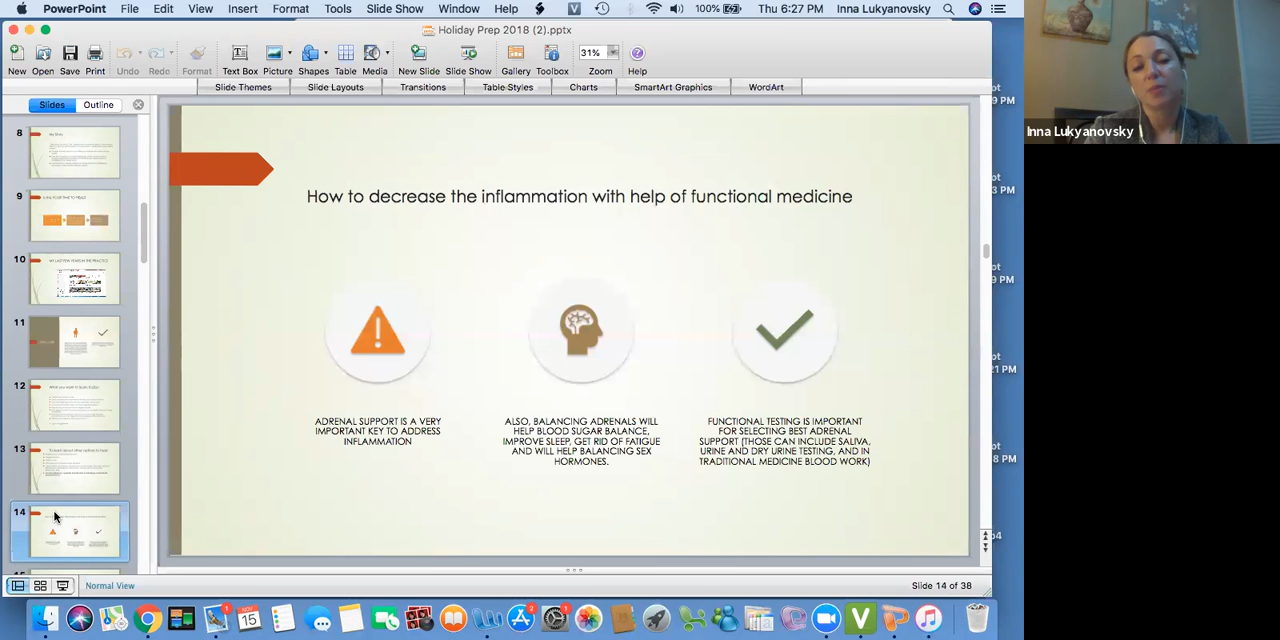 PowerPoint File Edit View Insert Format Tools Slide Show Window Help 100% Thu 6:27 PM Inna Lukyanovsky
Holiday Prep 2018 (2).pptx
31%
New Open Save Print Undo Redo Format Text Box Picture Shapes Table Media New Slide Slide Show Gallery Toolbox Zoom Help
Slide Themes Slide Layouts Transitions Table Styles Charts SmartArt Graphics WordArt
Slides Outline
8
9
10
11
12
13
14
How to decrease the inflammation with help of functional medicine
ADRENAL SUPPORT IS A VERY
IMPORTANT KEY TO ADDRESS
INFLAMMATION
ALSO, BALANCING ADRENALS WILL
HELP BLOOD SUGAR BALANCE,
IMPROVE SLEEP, GET RID OF FATIGUE
AND WILL HELP BALANCING SEX
HORMONES.
FUNCTIONAL TESTING IS IMPORTANT
FOR SELECTING BEST ADRENAL
SUPPORT (THOSE CAN INCLUDE SALIVA,
URINE AND DRY URINE TESTING, AND IN
TRADITIONAL MEDICINE BLOOD WORK)
Normal View
Slide 14 of 38
Inna Lukyanovsky
NOV
15